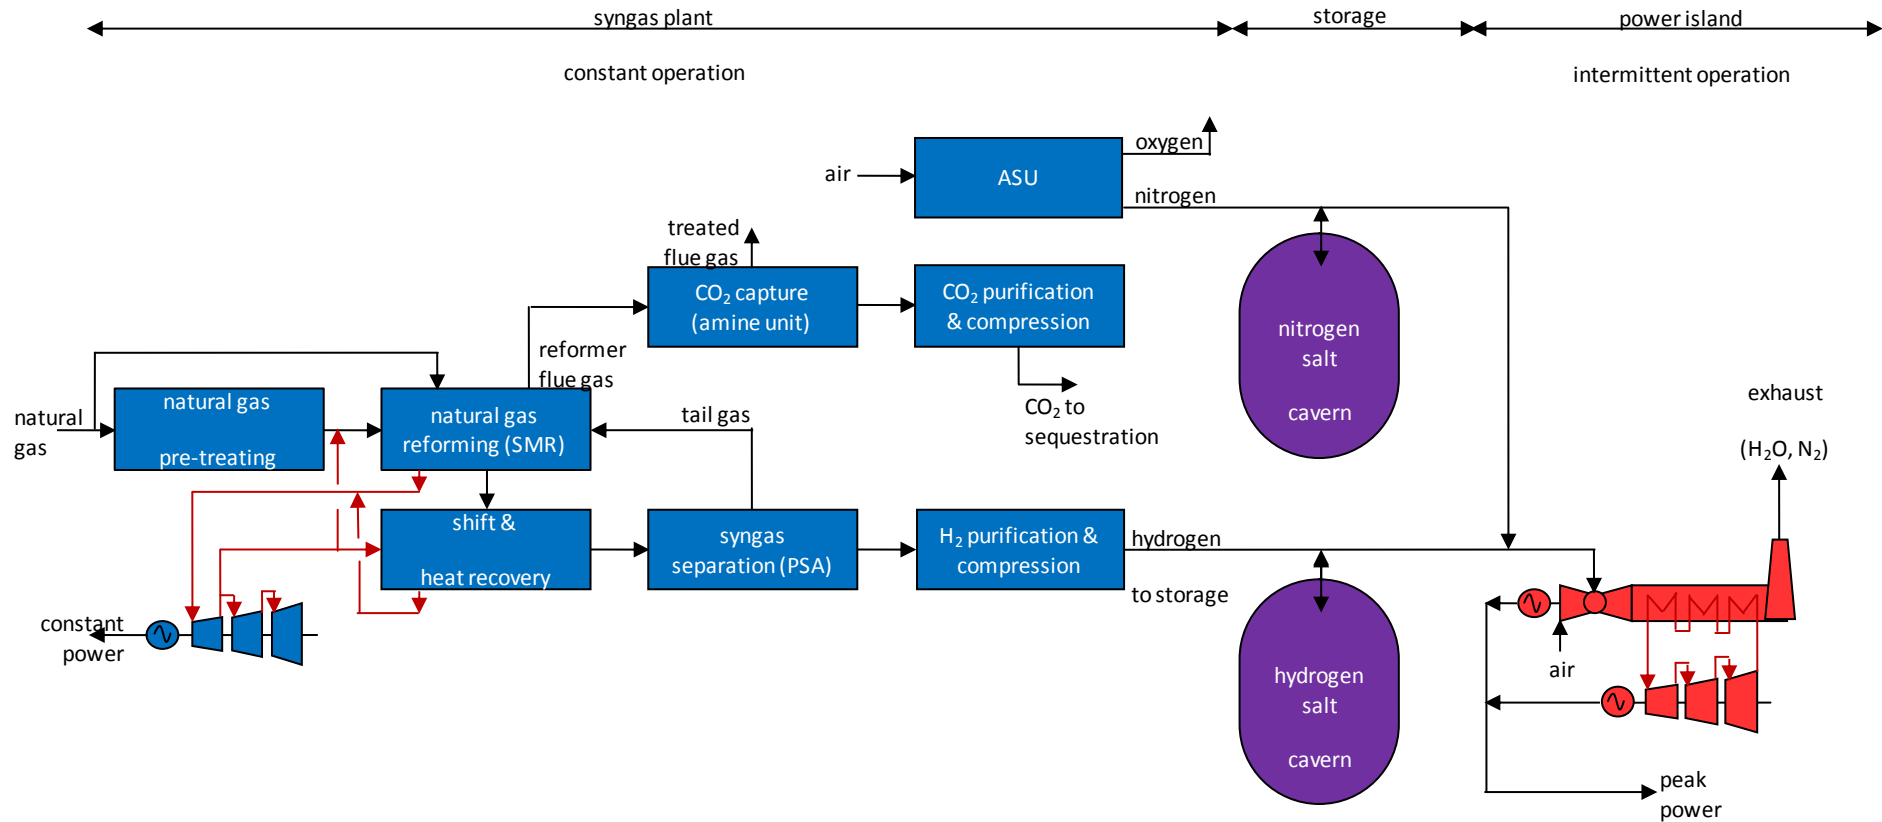 syngas plant
storage
power island
constant operation
intermittent operation
air
ASU
oxygen
nitrogen
treated
flue gas
CO₂ capture
(amine unit)
CO₂ purification
& compression
CO₂ to
sequestration
nitrogen
salt
cavern
reformer
flue gas
natural
gas
natural gas
pre-treating
natural gas
reforming (SMR)
tail gas
shift &
heat recovery
syngas
separation (PSA)
H₂ purification &
compression
hydrogen
to storage
hydrogen
salt
cavern
constant
power
exhaust
(H₂O, N₂)
air
peak
power